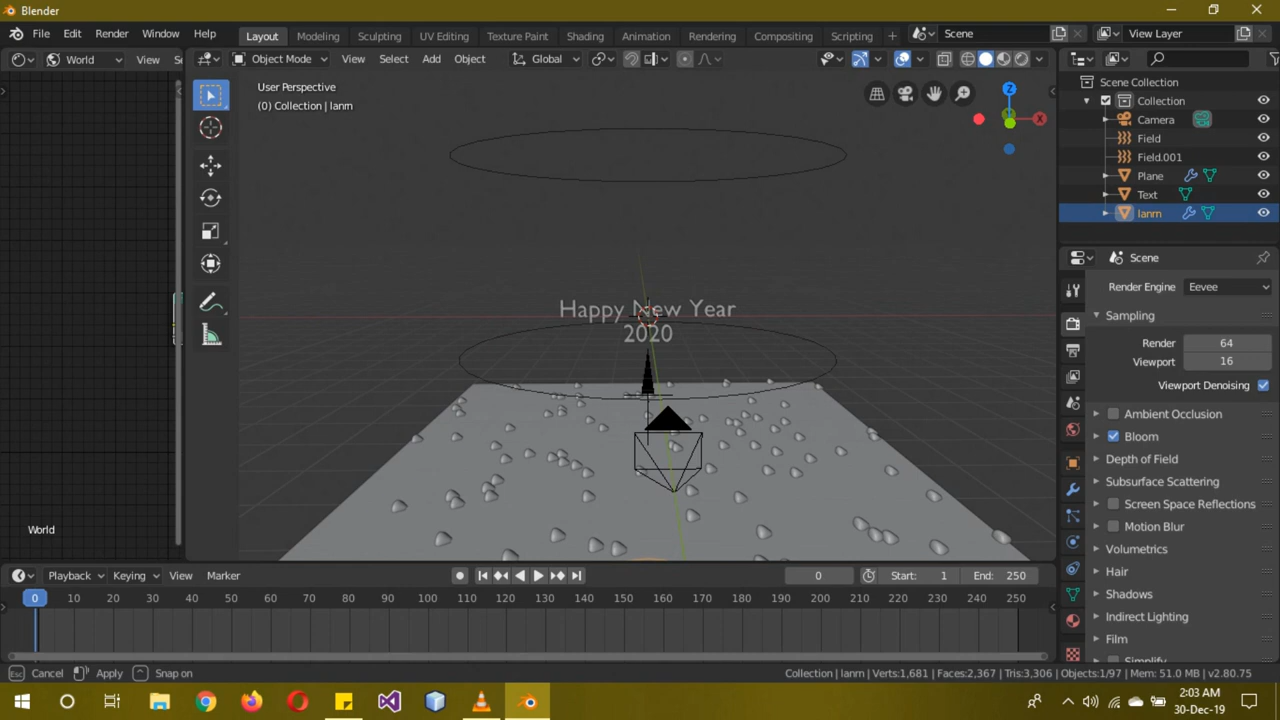 Blender
File Edit Render Window Help
Layout Modeling Sculpting UV Editing Texture Paint Shading Animation Rendering Compositing Scripting
Scene
View Layer
World View Se
Object Mode View Select Add Object Global
User Perspective
(0) Collection | lanm
Z
X
Happy New Year
2020
World
Scene Collection
Collection
Camera
Field
Field.001
Plane
Text
lanm
Scene
Render Engine Eevee
Sampling
Render 64
Viewport 16
Viewport Denoising
Ambient Occlusion
Bloom
Depth of Field
Subsurface Scattering
Screen Space Reflections
Motion Blur
Volumetrics
Hair
Shadows
Indirect Lighting
Film
Simplify
Playback Keying View Marker 0 Start: 1 End: 250
0 10 20 30 40 50 60 70 80 90 100 110 120 130 140 150 160 170 180 190 200 210 220 230 240 250
Esc Cancel Apply Snap on
Collection | lanm | Verts:1,681 | Faces:2,367 | Tris:3,306 | Objects:1/97 | Mem: 51.0 MB | v2.80.75
2:03 AM
30-Dec-19